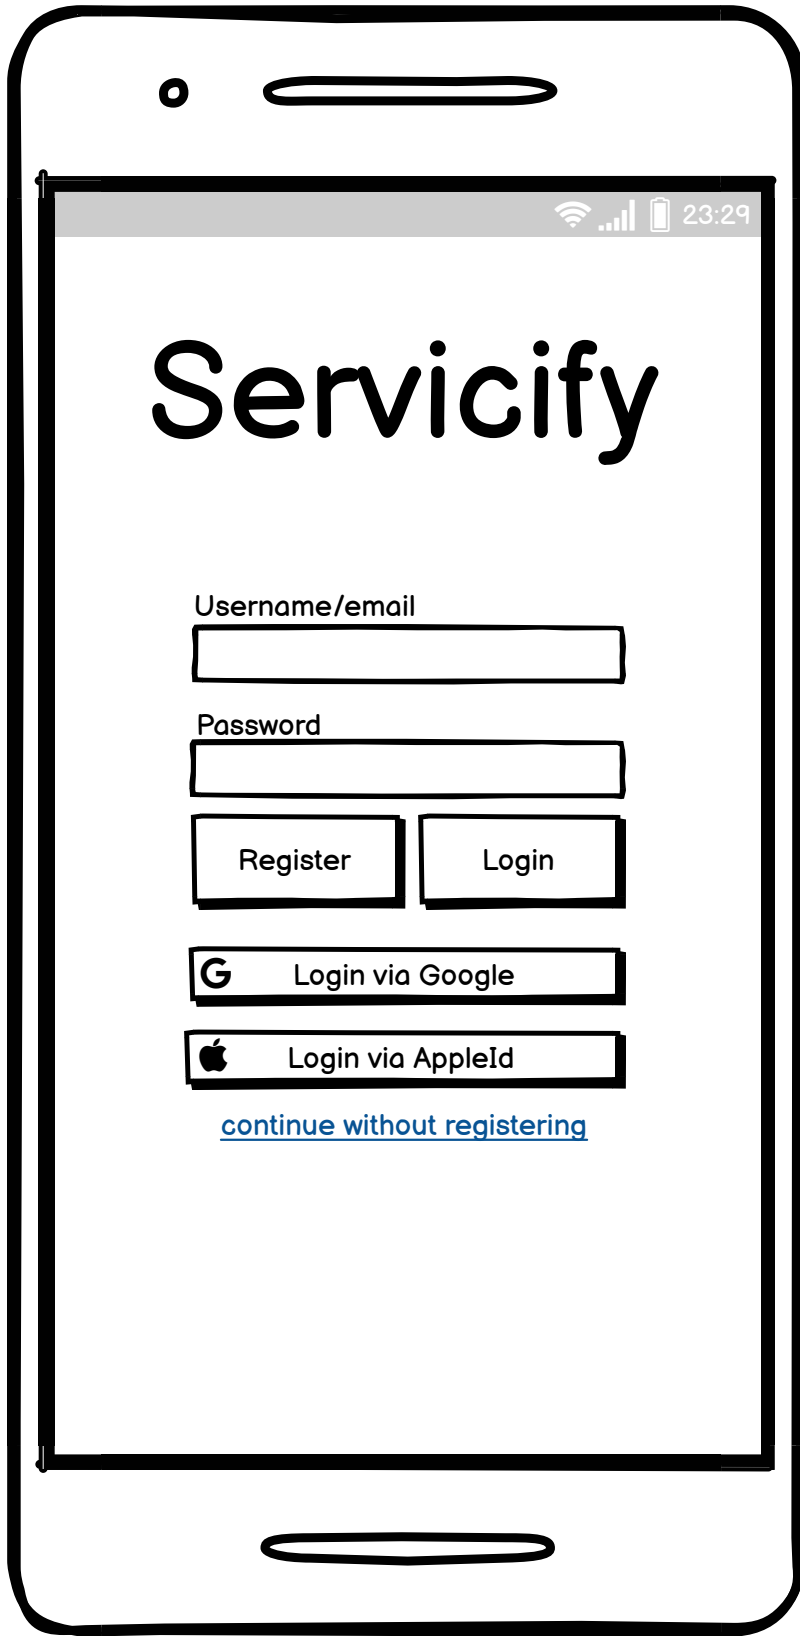 23:29
Servicify
Username/email
Password
Register
Login
G Login via Google
Login via AppleId
continue without registering